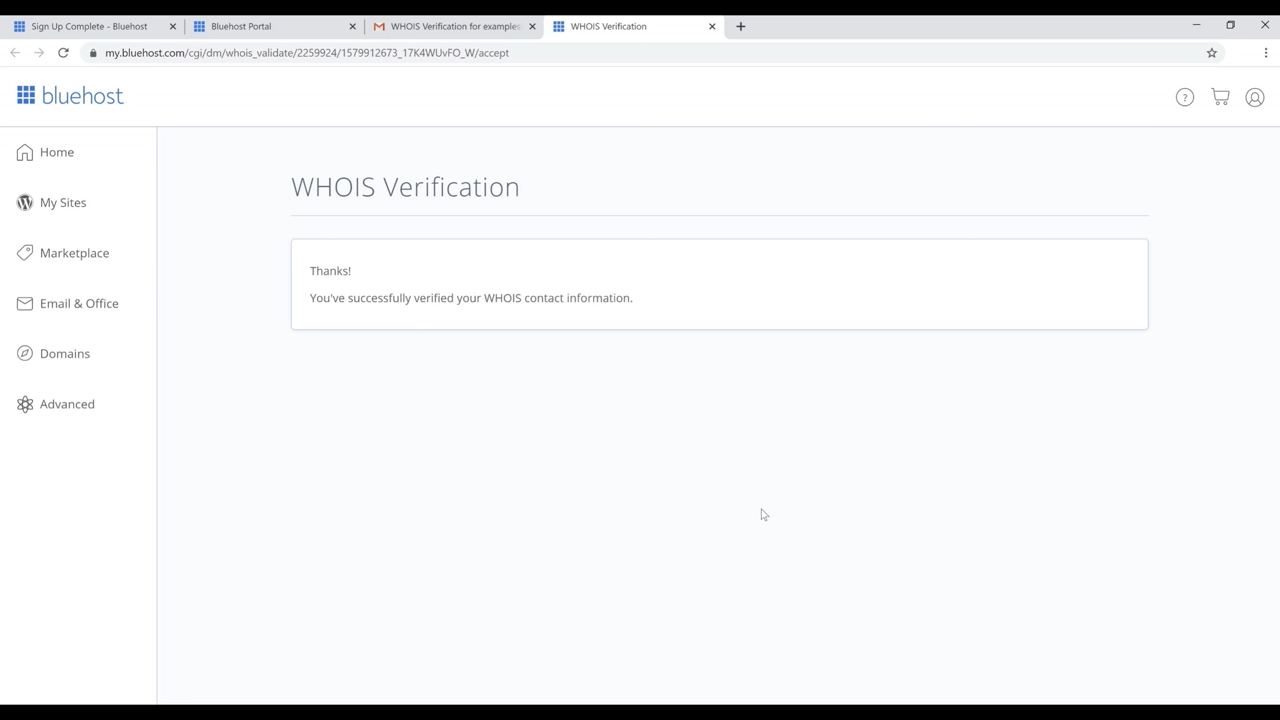 Sign Up Complete - Bluehost
Bluehost Portal
WHOIS Verification for examples
WHOIS Verification
my.bluehost.com/cgi/dm/whois_validate/2259924/1579912673_17K4WUvFO_W/accept
bluehost
Home
My Sites
Marketplace
Email & Office
Domains
Advanced
WHOIS Verification
Thanks!
You've successfully verified your WHOIS contact information.